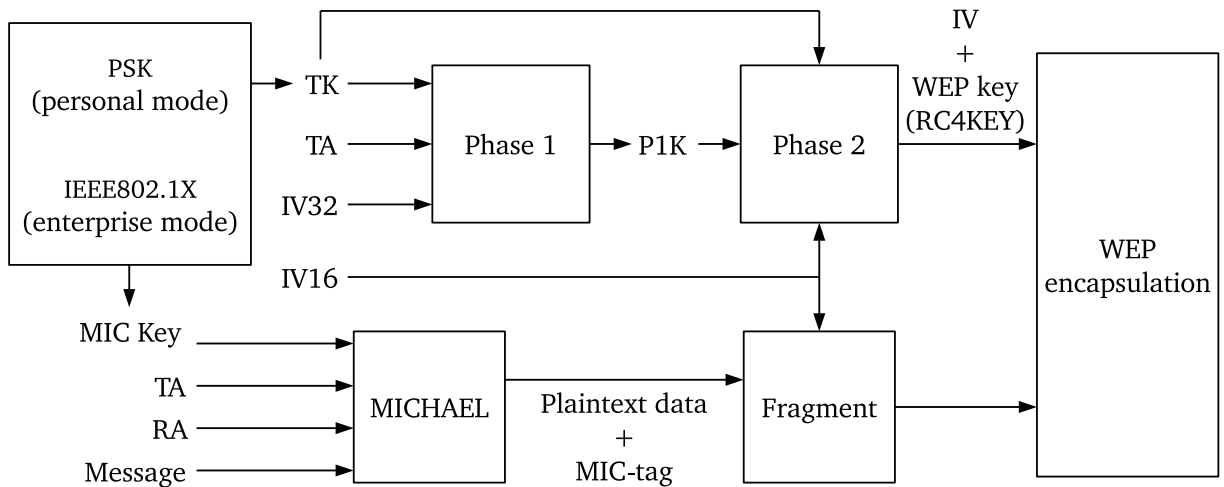 PSK
(personal mode)
IEEE802.1X
(enterprise mode)
TK
TA
IV32
IV16
Phase 1
P1K
Phase 2
IV
+
WEP key
(RC4KEY)
WEP
encapsulation
MIC Key
TA
RA
Message
MICHAEL
Plaintext data
+
MIC-tag
Fragment